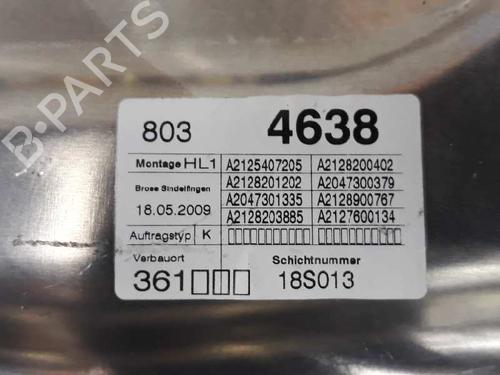 B-PARTS
803 4638
Montage HL1 A2125407205 A2128200402
Brose Sindelfingen A2128201202 A2047300379
18.05.2009 A2047301335 A2128900767
A2128203885 A2127600134
Auftragstyp K
Verbauort Schichtnummer
361 18S013